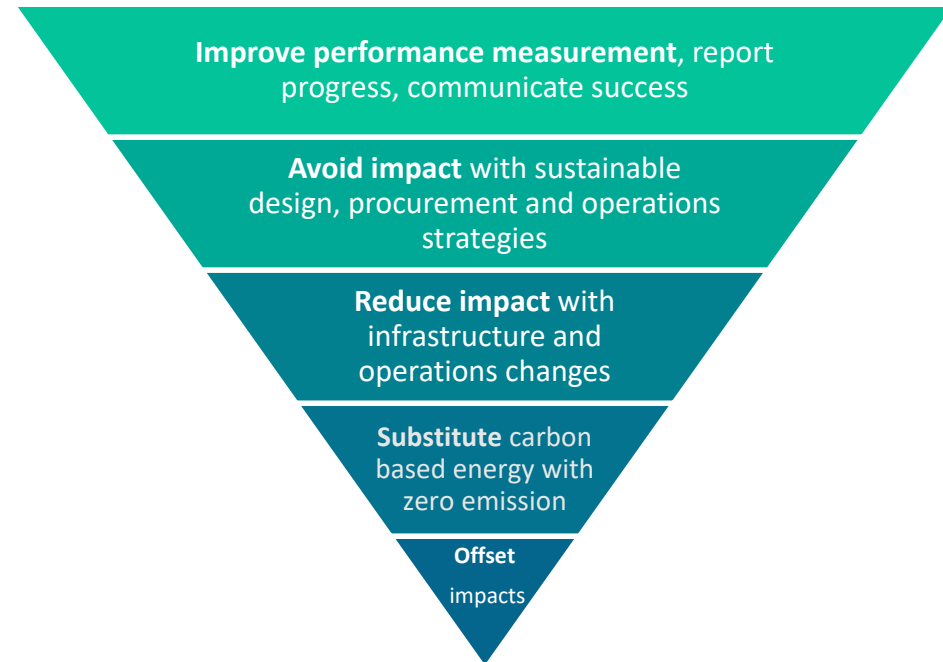 Improve performance measurement, report
progress, communicate success
Avoid impact with sustainable
design, procurement and operations
strategies
Reduce impact with
infrastructure and
operations changes
Substitute carbon
based energy with
zero emission
Offset
impacts